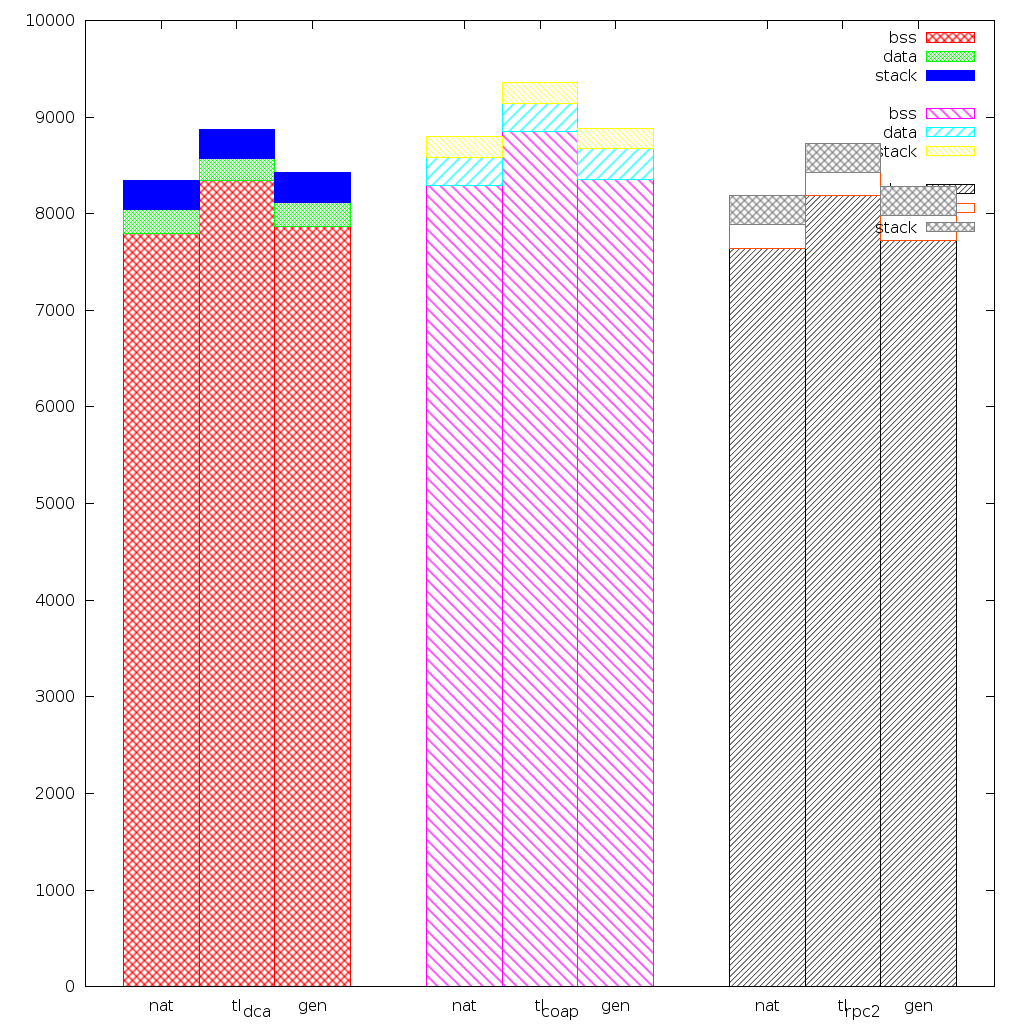 10000
9000
8000
7000
6000
5000
4000
3000
2000
1000
0
nat tl gen nat tl gen nat tl gen
dca coap rpc2
bss
data
stack
bss
data
stack
stack